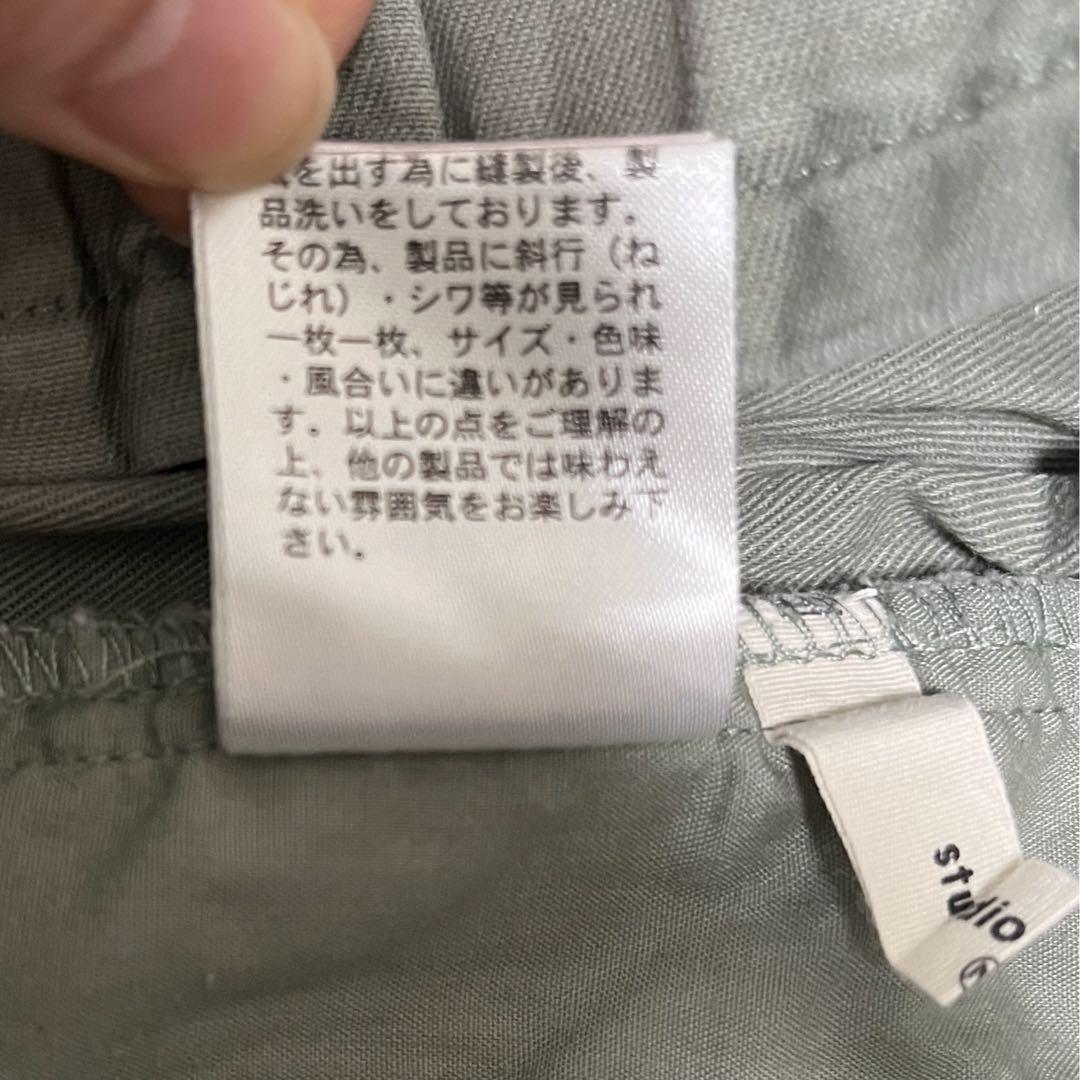 を出す為に縫製後、製
品洗いをしております。
その為、製品に斜行（ね
じれ）・シワ等が見られ
一枚一枚、サイズ・色味
・風合いに違いがありま
す。以上の点をご理解の
上、他の製品では味わえ
ない雰囲気をお楽しみ下
さい。
studio